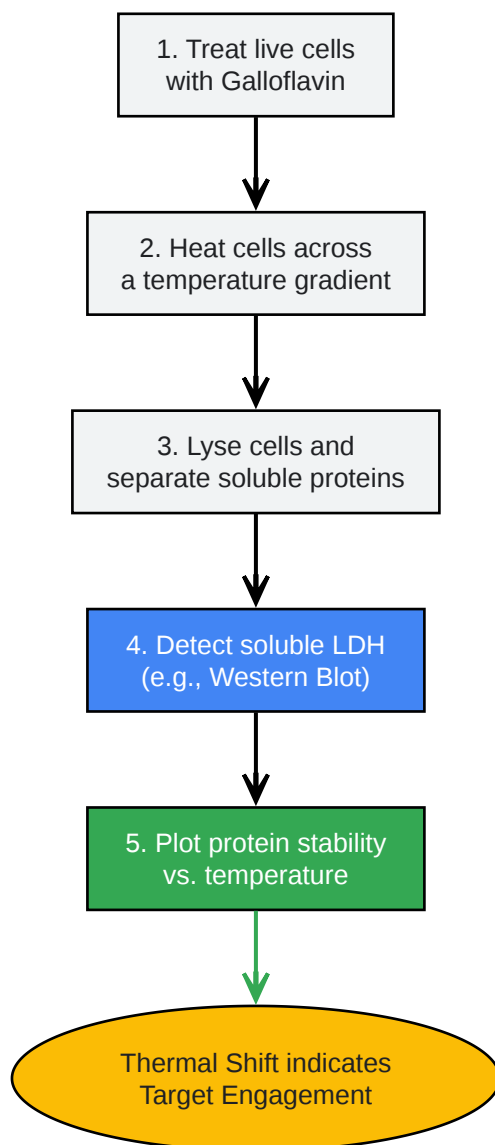 1. Treat live cells
with Galloflavin
2. Heat cells across
a temperature gradient
3. Lyse cells and
separate soluble proteins
4. Detect soluble LDH
(e.g., Western Blot)
5. Plot protein stability
vs. temperature
Thermal Shift indicates
Target Engagement